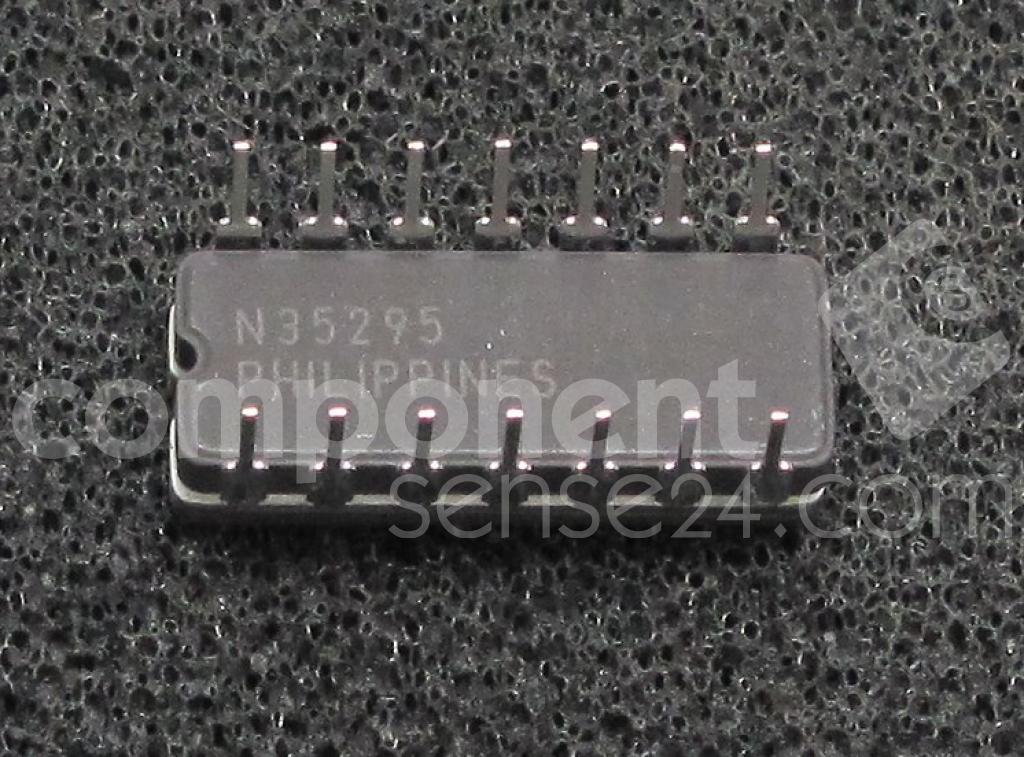 N35295
PHILIPPINES
component
sense24.com